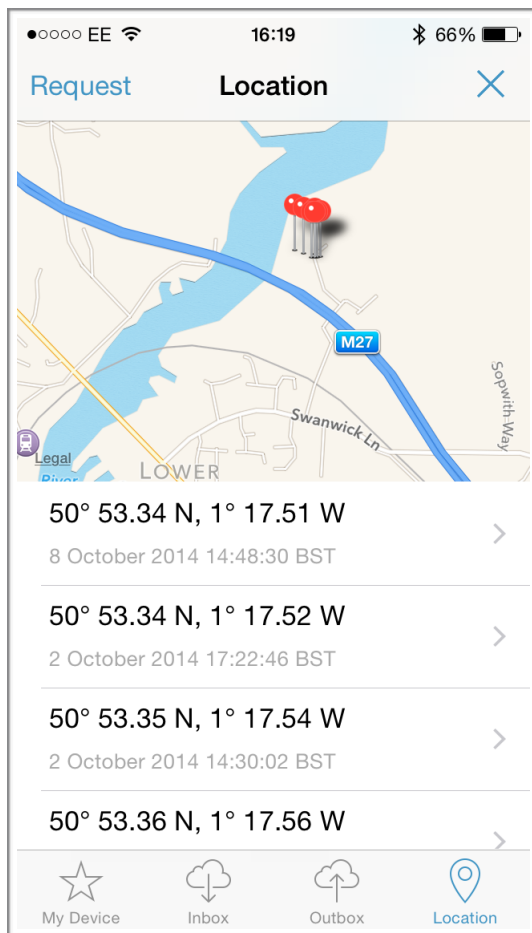 EE 16:19 66%
Request Location
M27
Sopwith Way
Swanwick Ln
Legal
River
LOWER
50° 53.34 N, 1° 17.51 W
8 October 2014 14:48:30 BST
50° 53.34 N, 1° 17.52 W
2 October 2014 17:22:46 BST
50° 53.35 N, 1° 17.54 W
2 October 2014 14:30:02 BST
50° 53.36 N, 1° 17.56 W
My Device Inbox Outbox Location